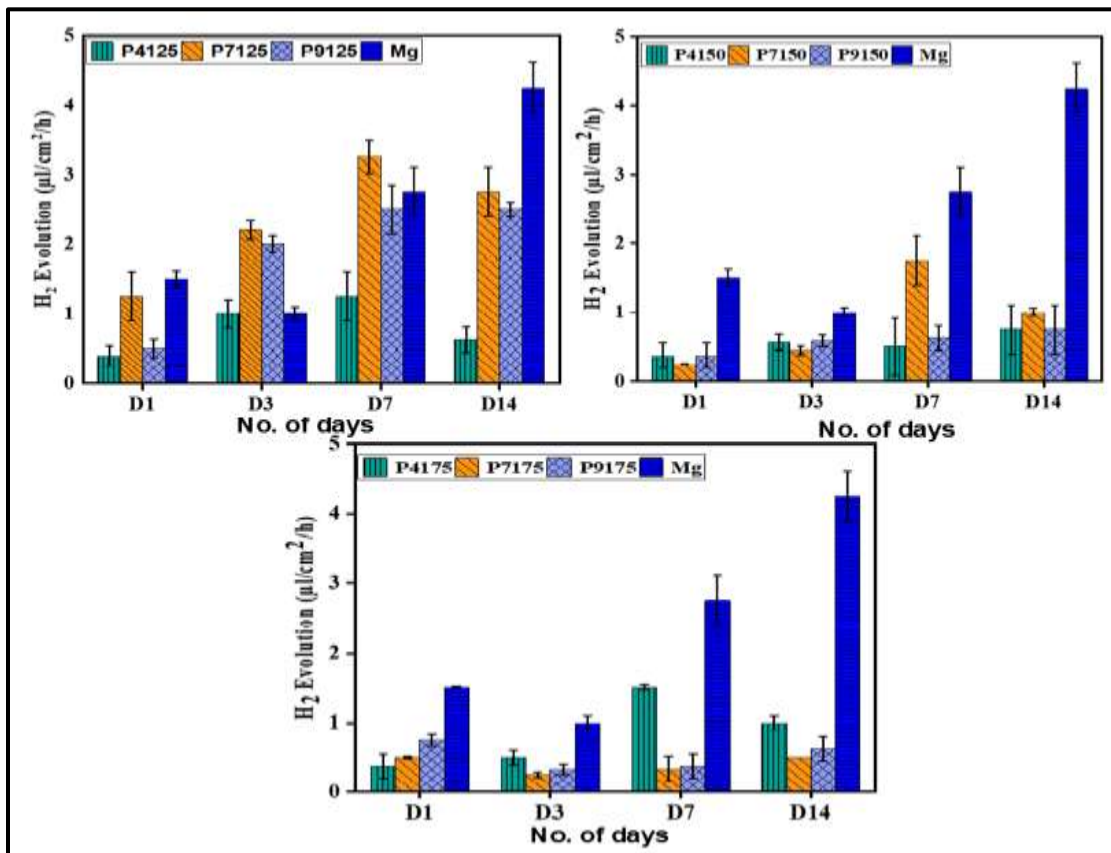 P4125 P7125 P9125 Mg
H2 Evolution (µl/cm²/h)
5
4
3
2
1
0
D1 D3 D7 D14
No. of days
P4150 P7150 P9150 Mg
H2 Evolution (µl/cm²/h)
5
4
3
2
1
0
D1 D3 D7 D14
No. of days
P4175 P7175 P9175 Mg
H2 Evolution (µl/cm²/h)
5
4
3
2
1
0
D1 D3 D7 D14
No. of days